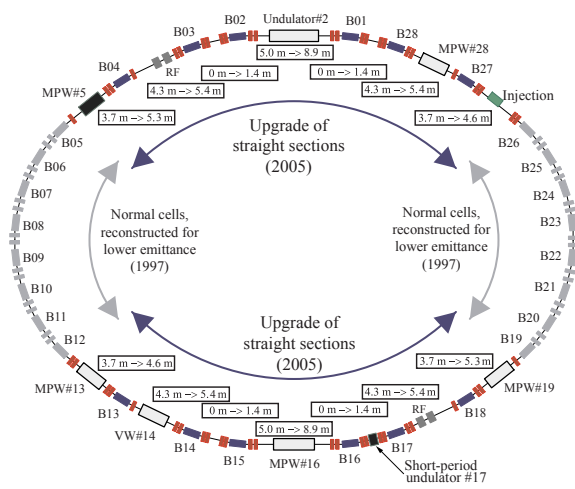 Undulator#2
B02
B01
B03
B28
MPW#28
5.0 m -> 8.9 m
B04
RF
0 m -> 1.4 m
0 m -> 1.4 m
B27
MPW#5
4.3 m -> 5.4 m
4.3 m -> 5.4 m
Injection
3.7 m -> 5.3 m
3.7 m -> 4.6 m
B05
B26
Upgrade of
straight sections
(2005)
B06
B25
B07
B24
B08
B23
Normal cells,
reconstructed for
lower emittance
(1997)
Normal cells,
reconstructed for
lower emittance
(1997)
B09
B22
B10
B21
B11
B20
B12
B19
Upgrade of
straight sections
(2005)
3.7 m -> 4.6 m
3.7 m -> 5.3 m
MPW#13
MPW#19
4.3 m -> 5.4 m
4.3 m -> 5.4 m
B13
0 m -> 1.4 m
0 m -> 1.4 m
RF
B18
VW#14
5.0 m -> 8.9 m
B14
B17
B15
B16
MPW#16
Short-period
undulator #17